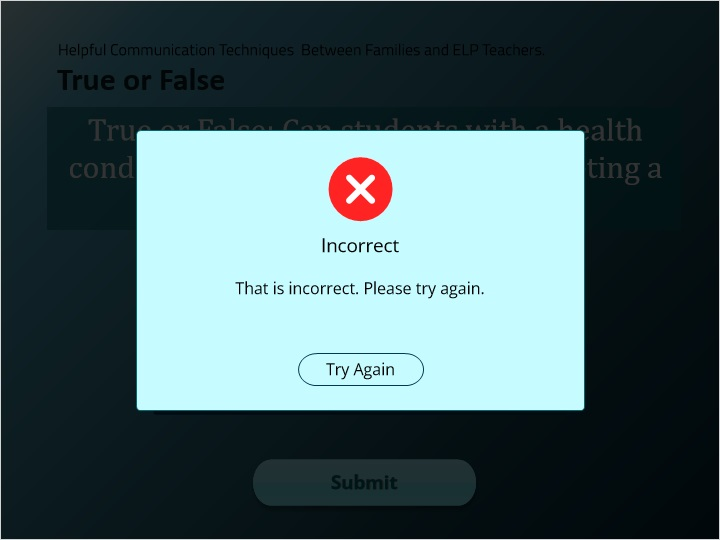 Helpful Communication Techniques  Between Families and ELP Teachers.
True or False
True or False: Can students with a health
cond ting a
Incorrect
That is incorrect. Please try again.
Try Again
Submit